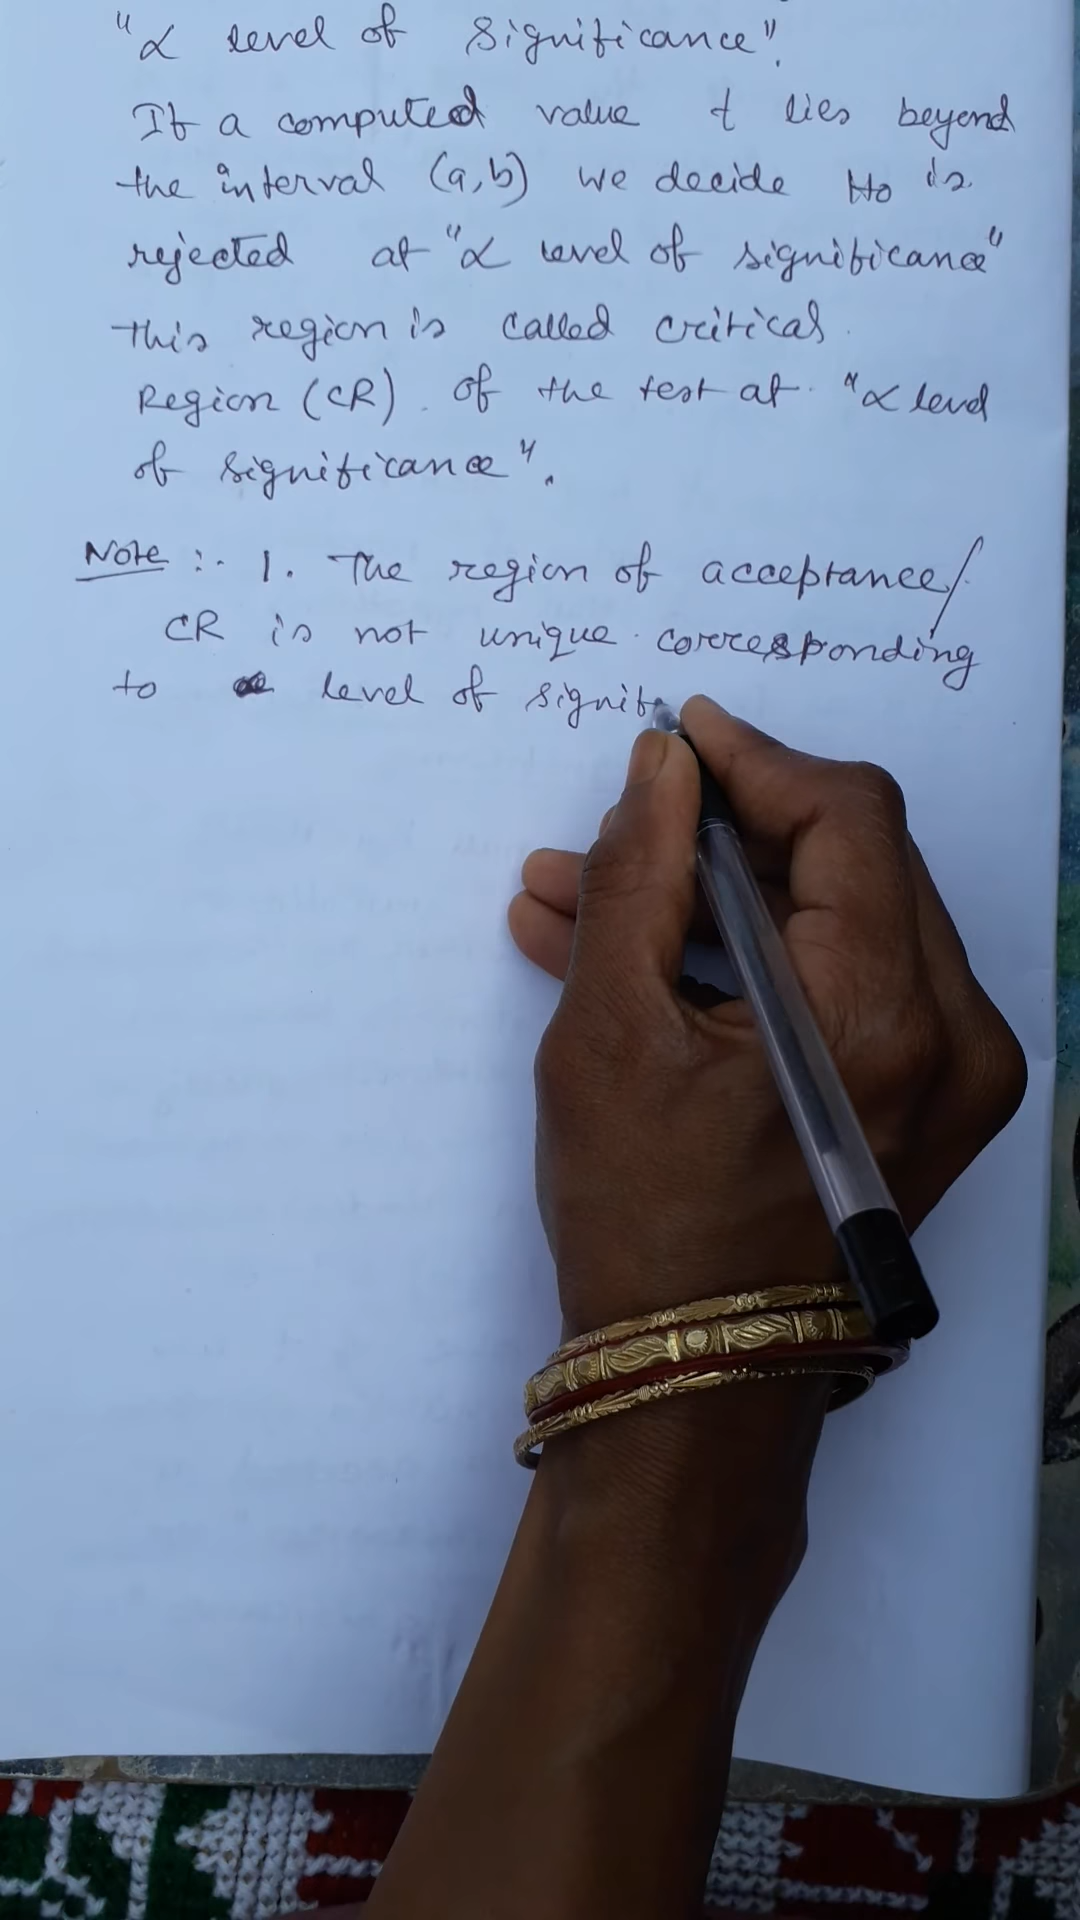 "α level of significance".
If a computed value t lies beyond
the interval (a,b) we decide Ho is
rejected at "α level of significance"
this region is called critical
Region (CR). of the test at "α level
of significance".
Note :- 1. The region of acceptance/
CR is not unique corresponding
to level of signif